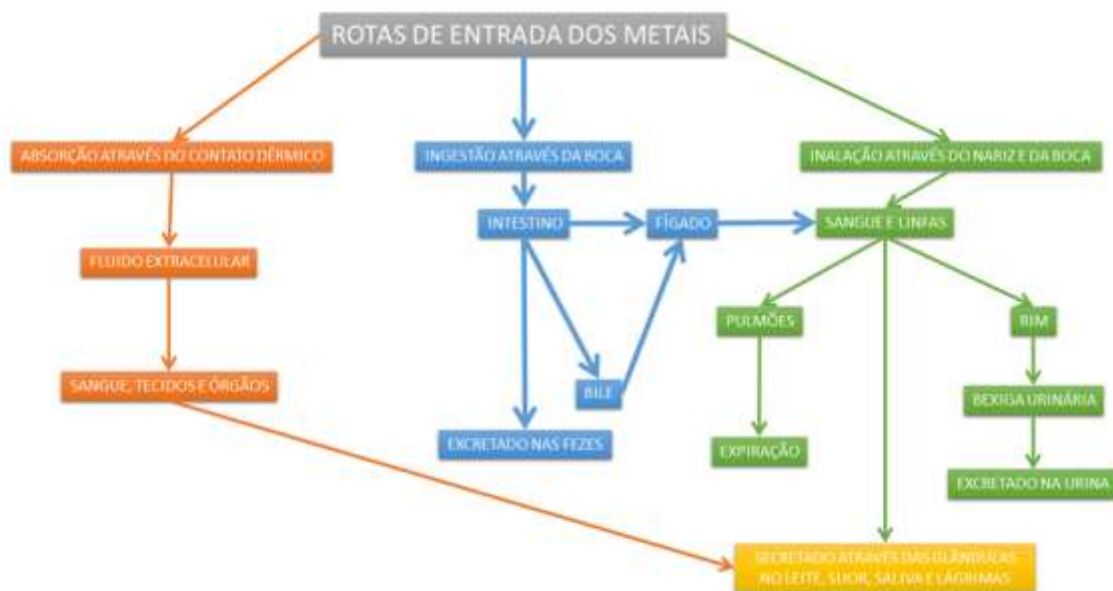 ROTAS DE ENTRADA DOS METAIS
ABSORÇÃO ATRAVÉS DO CONTATO DÉRMICO
INGESTÃO ATRAVÉS DA BOCA
INALAÇÃO ATRAVÉS DO NARIZ E DA BOCA
INTESTINO
FÍGADO
SANGUE E LINFAS
FLUIDO EXTRACELULAR
PULMÕES
RIM
SANGUE, TECIDOS E ÓRGÃOS
BILE
BEXIGA URINÁRIA
EXCRETADO NAS FEZES
EXPIRAÇÃO
EXCRETADO NA URINA
SECRETADO ATRAVÉS DAS GLÂNDULAS
NO LEITE, SUOR, SALIVA E LÁGRIMAS